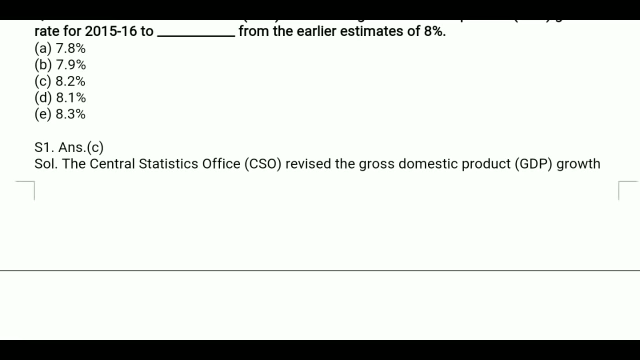 rate for 2015-16 to ____________ from the earlier estimates of 8%.
(a) 7.8%
(b) 7.9%
(c) 8.2%
(d) 8.1%
(e) 8.3%
S1. Ans.(c)
Sol. The Central Statistics Office (CSO) revised the gross domestic product (GDP) growth